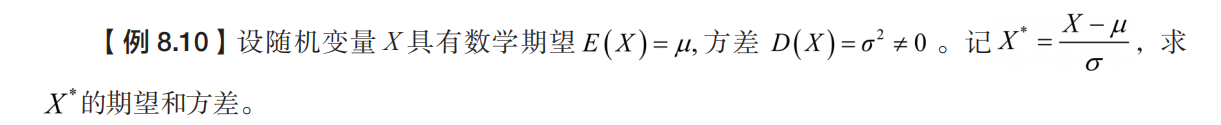 【例 8.10】设随机变量 X 具有数学期望 E(X) = μ, 方差 D(X) = σ² ≠ 0 。记 X* = (X − μ)/σ ，求
X* 的期望和方差。